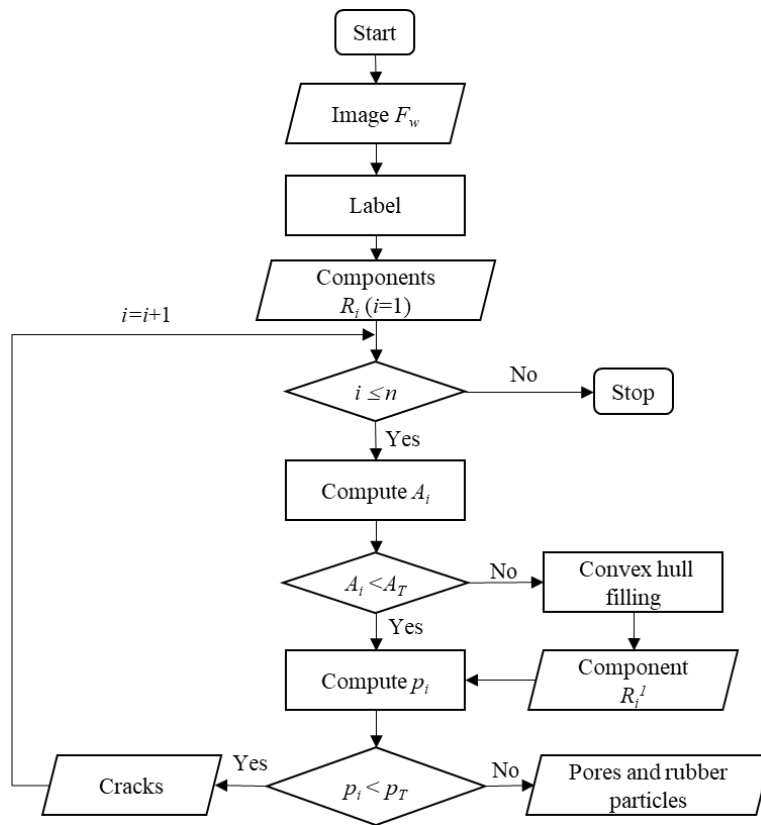 Start
Image F_w
Label
Components
R_i (i=1)
i=i+1
i ≤ n
No
Stop
Yes
Compute A_i
A_i < A_T
No
Convex hull
filling
Yes
Compute p_i
Component
R_i^1
p_i < p_T
Yes
Cracks
No
Pores and rubber
particles